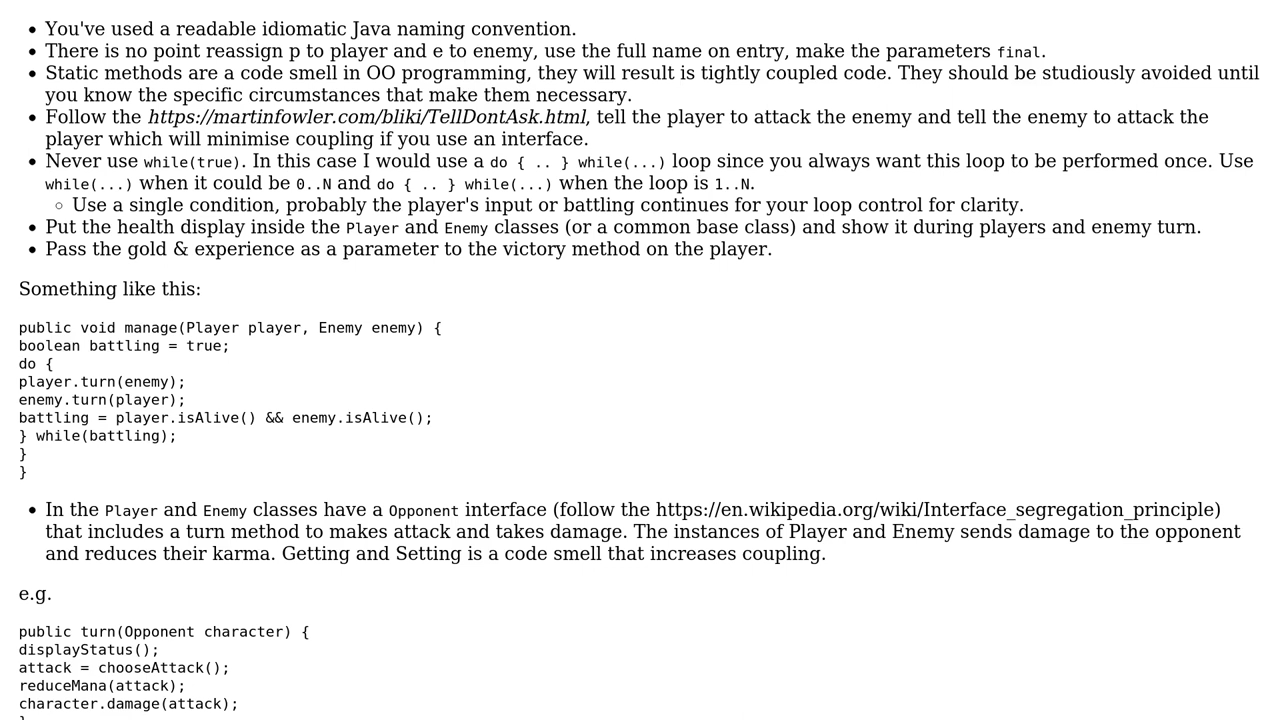 • You've used a readable idiomatic Java naming convention.
• There is no point reassign p to player and e to enemy, use the full name on entry, make the parameters final.
• Static methods are a code smell in OO programming, they will result is tightly coupled code. They should be studiously avoided until
you know the specific circumstances that make them necessary.
• Follow the https://martinfowler.com/bliki/TellDontAsk.html, tell the player to attack the enemy and tell the enemy to attack the
player which will minimise coupling if you use an interface.
• Never use while(true). In this case I would use a do { .. } while(...) loop since you always want this loop to be performed once. Use
while(...) when it could be 0..N and do { .. } while(...) when the loop is 1..N.
◦ Use a single condition, probably the player's input or battling continues for your loop control for clarity.
• Put the health display inside the Player and Enemy classes (or a common base class) and show it during players and enemy turn.
• Pass the gold & experience as a parameter to the victory method on the player.
Something like this:
public void manage(Player player, Enemy enemy) {
boolean battling = true;
do {
player.turn(enemy);
enemy.turn(player);
battling = player.isAlive() && enemy.isAlive();
} while(battling);
}
}
• In the Player and Enemy classes have a Opponent interface (follow the https://en.wikipedia.org/wiki/Interface_segregation_principle)
that includes a turn method to makes attack and takes damage. The instances of Player and Enemy sends damage to the opponent
and reduces their karma. Getting and Setting is a code smell that increases coupling.
e.g.
public turn(Opponent character) {
displayStatus();
attack = chooseAttack();
reduceMana(attack);
character.damage(attack);
}